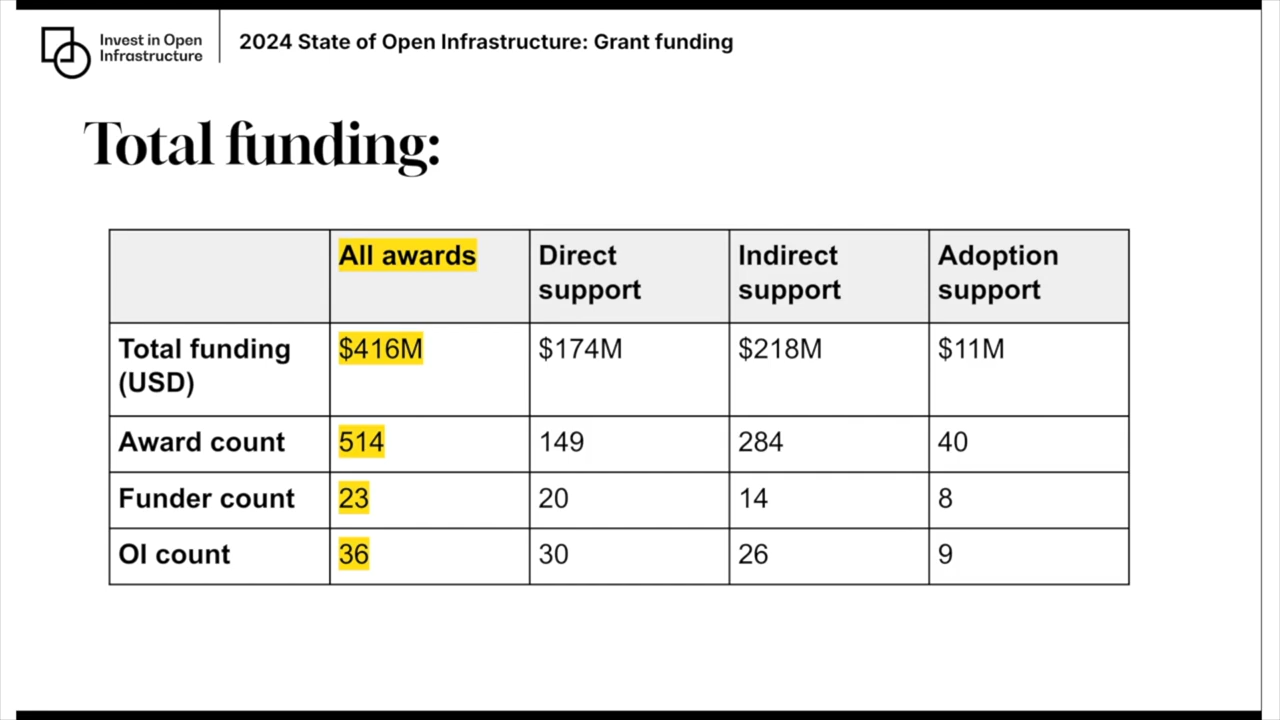 Invest in Open
Infrastructure
2024 State of Open Infrastructure: Grant funding
Total funding:
All awards
Direct
support
Indirect
support
Adoption
support
Total funding
(USD)
$416M
$174M
$218M
$11M
Award count
514
149
284
40
Funder count
23
20
14
8
OI count
36
30
26
9